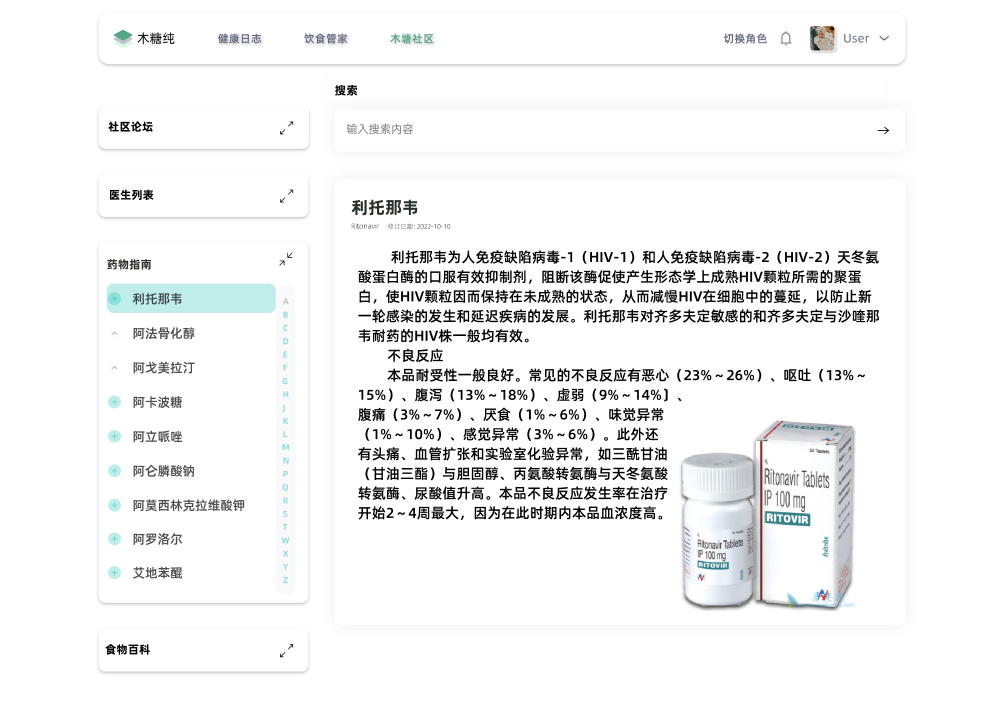 木糖纯
健康日志
饮食管家
木塘社区
切换角色
User
社区论坛
医生列表
药物指南
利托那韦
阿法骨化醇
阿戈美拉汀
阿卡波糖
阿立哌唑
阿仑膦酸钠
阿莫西林克拉维酸钾
阿罗洛尔
艾地苯醌
A
B
C
D
E
F
G
H
J
K
L
M
N
P
Q
R
S
T
W
X
Y
Z
食物百科
搜索
输入搜索内容
利托那韦
Ritonavir 修订日期: 2022-10-10
利托那韦为人免疫缺陷病毒-1（HIV-1）和人免疫缺陷病毒-2（HIV-2）天冬氨
酸蛋白酶的口服有效抑制剂，阻断该酶促使产生形态学上成熟HIV颗粒所需的聚蛋
白，使HIV颗粒因而保持在未成熟的状态，从而减慢HIV在细胞中的蔓延，以防止新
一轮感染的发生和延迟疾病的发展。利托那韦对齐多夫定敏感的和齐多夫定与沙喹那
韦耐药的HIV株一般均有效。
不良反应
本品耐受性一般良好。常见的不良反应有恶心（23%～26%）、呕吐（13%～
15%）、腹泻（13%～18%）、虚弱（9%～14%〕、
腹痛（3%～7%）、厌食（1%～6%）、味觉异常
（1%～10%）、感觉异常（3%～6%）。此外还
有头痛、血管扩张和实验室化验异常，如三酰甘油
（甘油三酯）与胆固醇、丙氨酸转氨酶与天冬氨酸
转氨酶、尿酸值升高。本品不良反应发生率在治疗
开始2～4周最大，因为在此时期内本品血浓度高。
50 Tablets
Ritonavir Tablets
IP 100 mg
RITOVIR
Ritonavir Tablets
IP 100 mg
RITOVIR